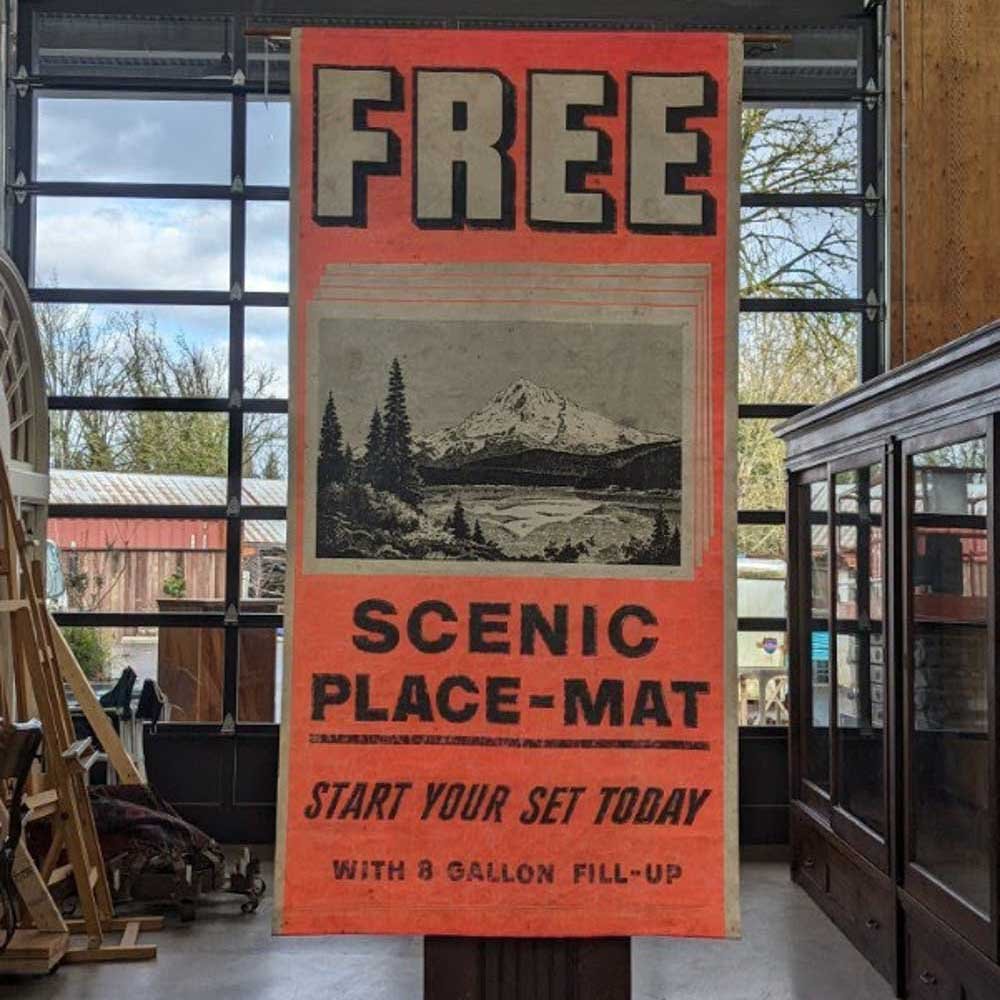 FREE
SCENIC
PLACE-MAT
START YOUR SET TODAY
WITH 8 GALLON FILL-UP